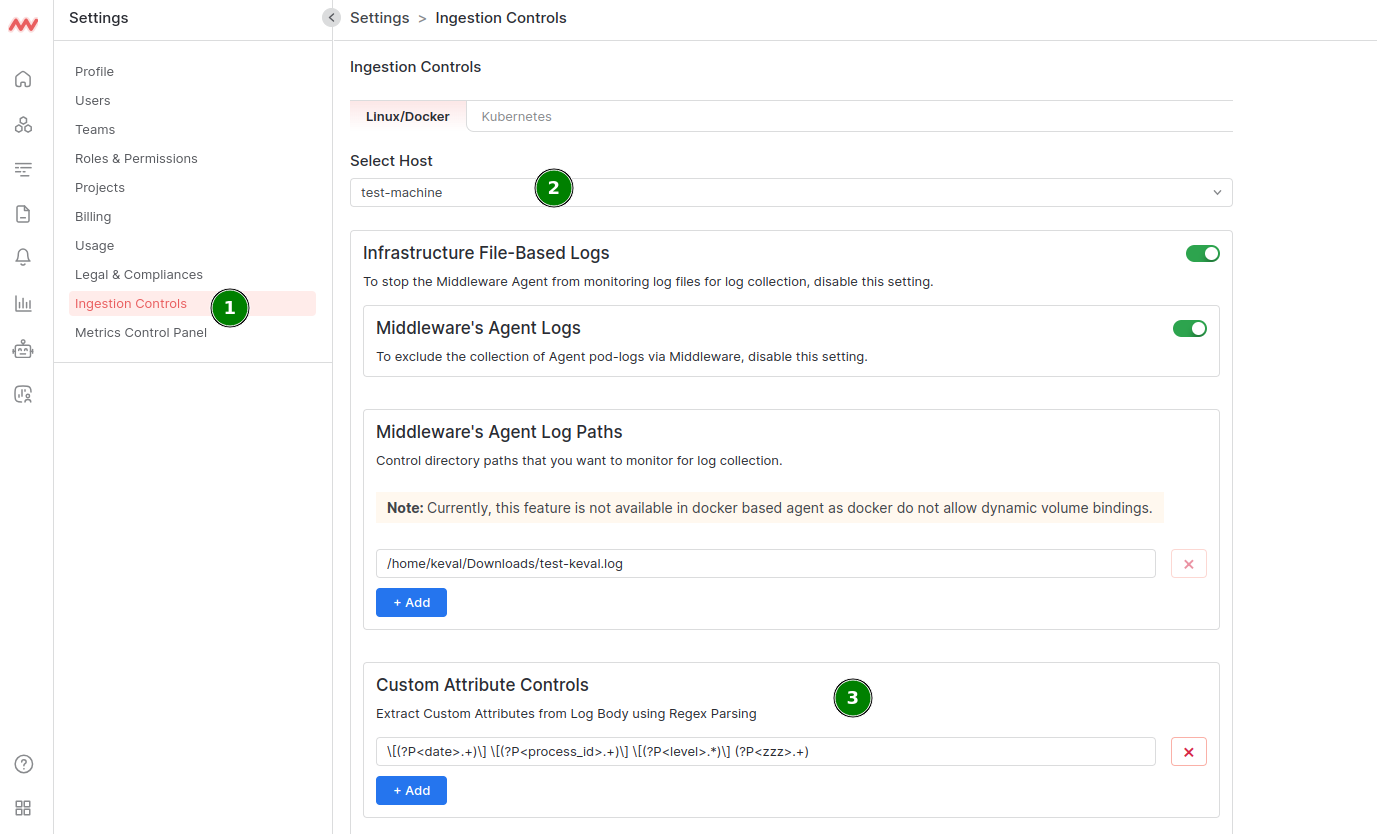 Settings
Settings > Ingestion Controls
Profile
Users
Teams
Roles & Permissions
Projects
Billing
Usage
Legal & Compliances
Ingestion Controls
1
Metrics Control Panel
Ingestion Controls
Linux/Docker
Kubernetes
Select Host
test-machine
2
Infrastructure File-Based Logs
To stop the Middleware Agent from monitoring log files for log collection, disable this setting.
Middleware's Agent Logs
To exclude the collection of Agent pod-logs via Middleware, disable this setting.
Middleware's Agent Log Paths
Control directory paths that you want to monitor for log collection.
Note: Currently, this feature is not available in docker based agent as docker do not allow dynamic volume bindings.
/home/keval/Downloads/test-keval.log
+ Add
Custom Attribute Controls
3
Extract Custom Attributes from Log Body using Regex Parsing
\[(?P<date>.+)\] \[(?P<process_id>.+)\] \[(?P<level>.*)\] (?P<zzz>.+)
+ Add